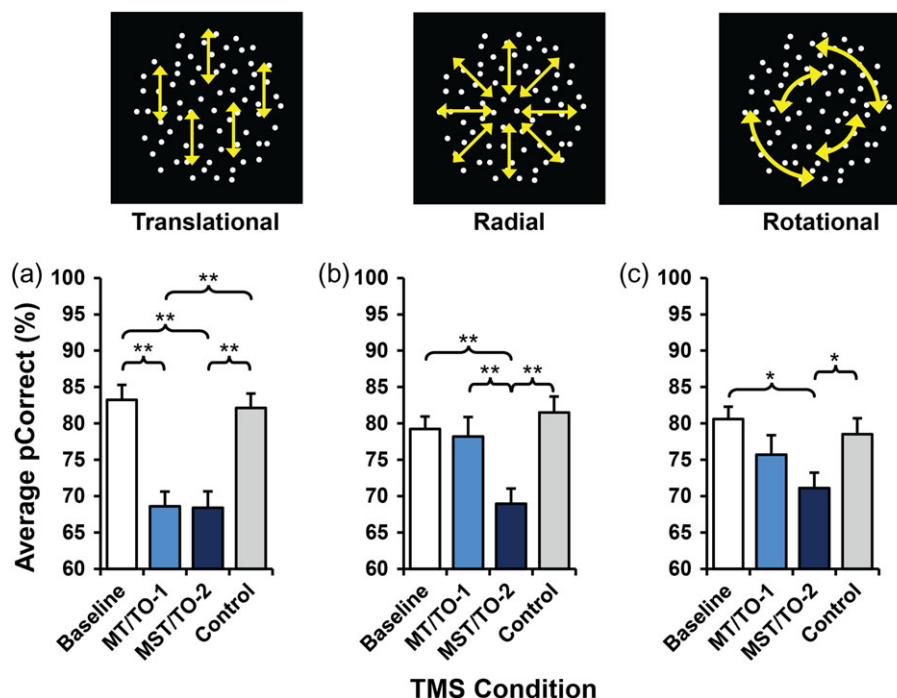 Translational
Radial
Rotational
(a)
(b)
(c)
Average pCorrect (%)
100
95
90
85
80
75
70
65
60
**
**
**
**
Baseline
MT/TO-1
MST/TO-2
Control
100
95
90
85
80
75
70
65
60
**
**
**
Baseline
MT/TO-1
MST/TO-2
Control
100
95
90
85
80
75
70
65
60
*
*
Baseline
MT/TO-1
MST/TO-2
Control
TMS Condition